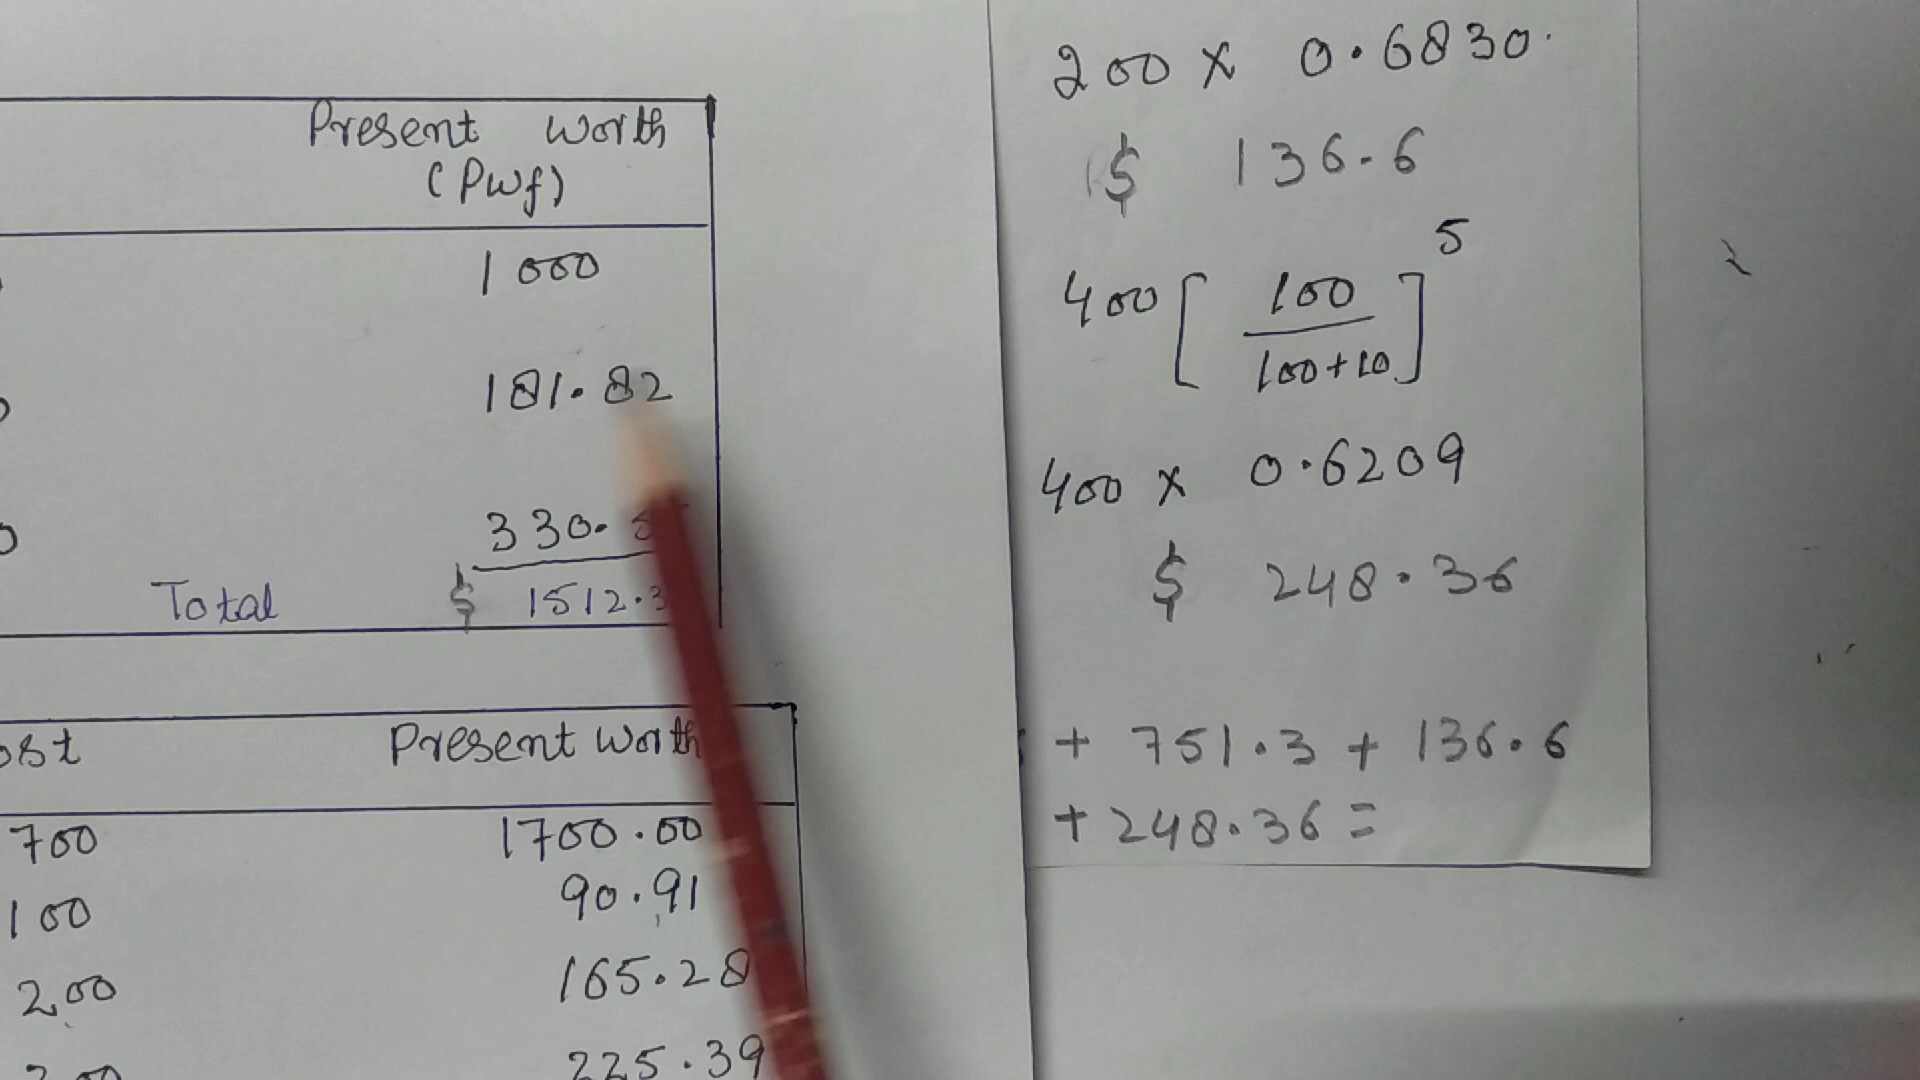 Present Worth
(Pwf)
1000
181.82
330.
Total $ 1512.3
Present Worth
700 1700.00
100 90.91
200 165.28
225.39
200 × 0.6830
$ 136.6
400 [ 100 / 100+10 ] 5
400 × 0.6209
$ 248.36
+ 751.3 + 136.6
+ 248.36 =